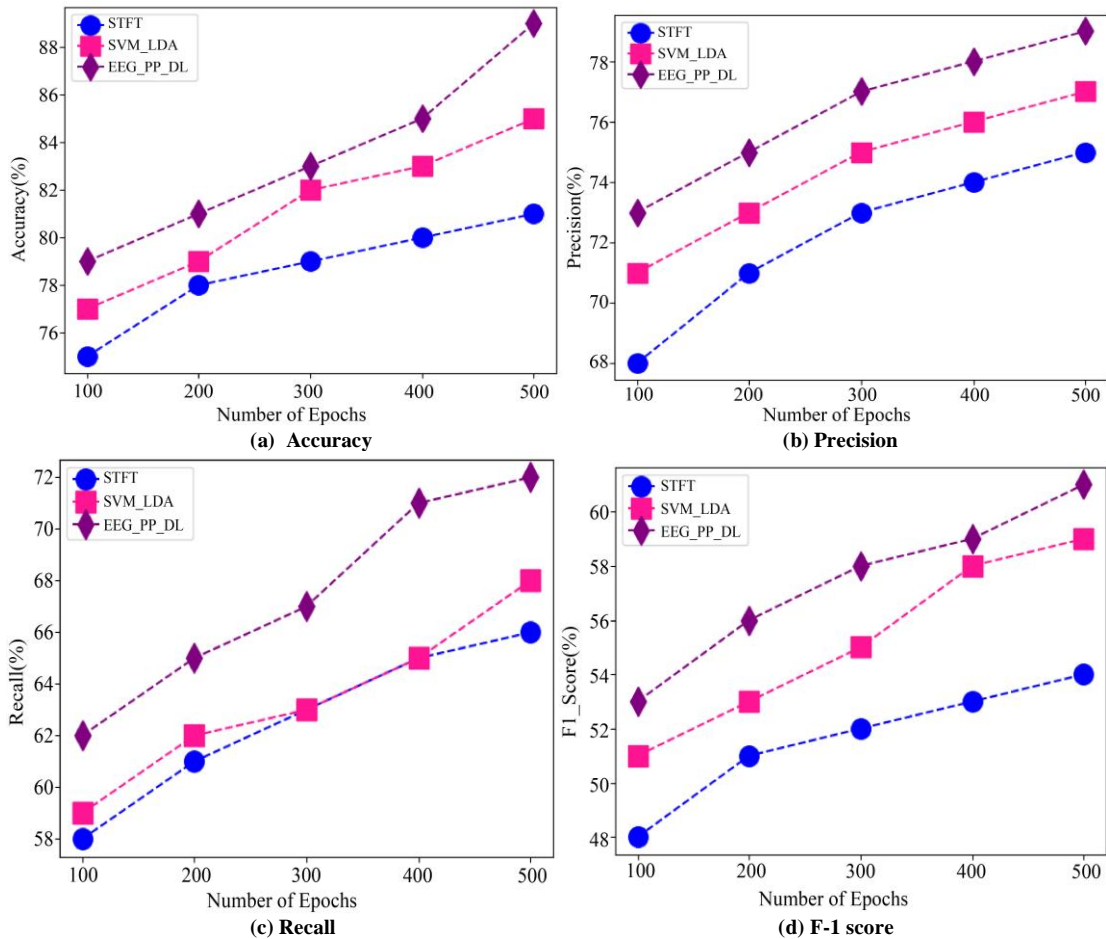 STFT
SVM_LDA
EEG_PP_DL
88
86
84
82
80
78
76
Accuracy(%)
100 200 300 400 500
Number of Epochs
(a) Accuracy
STFT
SVM_LDA
EEG_PP_DL
78
76
74
72
70
68
Precision(%)
100 200 300 400 500
Number of Epochs
(b) Precision
STFT
SVM_LDA
EEG_PP_DL
72
70
68
66
64
62
60
58
Recall(%)
100 200 300 400 500
Number of Epochs
(c) Recall
STFT
SVM_LDA
EEG_PP_DL
60
58
56
54
52
50
48
F1_Score(%)
100 200 300 400 500
Number of Epochs
(d) F-1 score